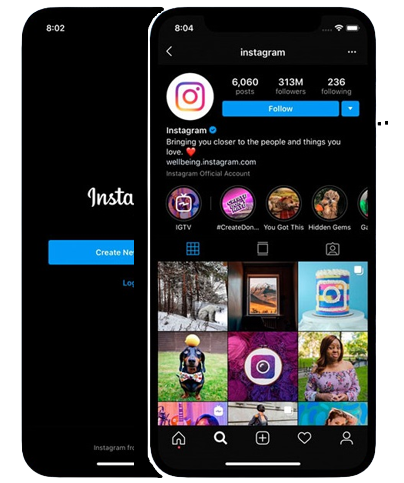 8:02
Insta
Create Ne
Lo
Instagram fr
8:04
instagram
6,060
313M
236
posts
followers
following
Follow
Instagram
Bringing you closer to the people and things you
love. ❤️
wellbeing.instagram.com
Instagram Official Account
IGTV
#CreateDon...
You Got This
Hidden Gems
Ga